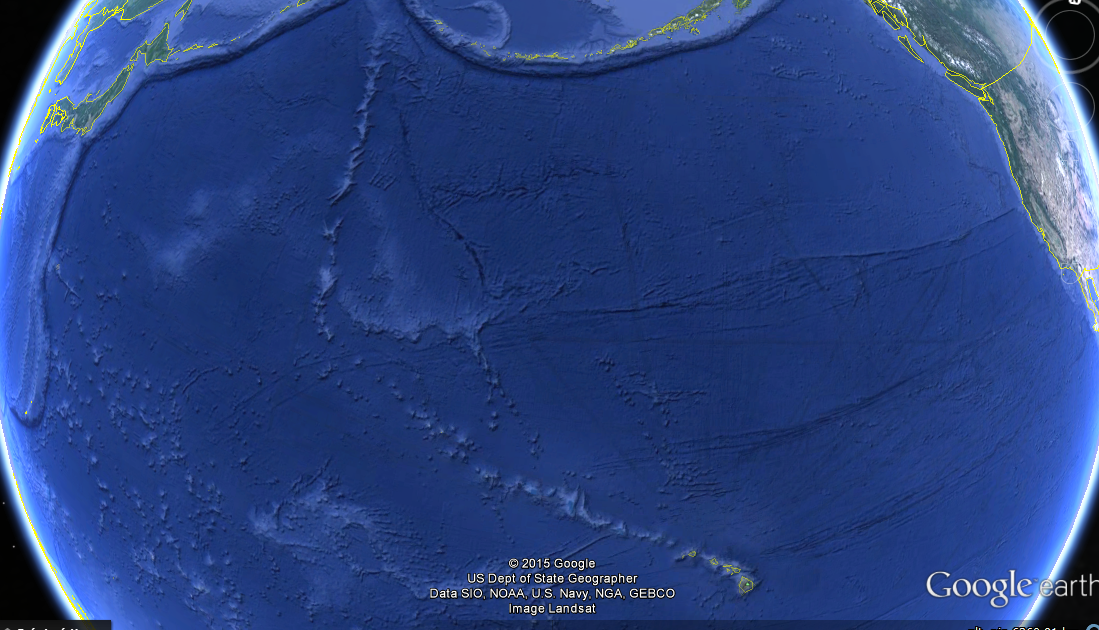 © 2015 Google
US Dept of State Geographer
Data SIO, NOAA, U.S. Navy, NGA, GEBCO
Image Landsat
Google earth